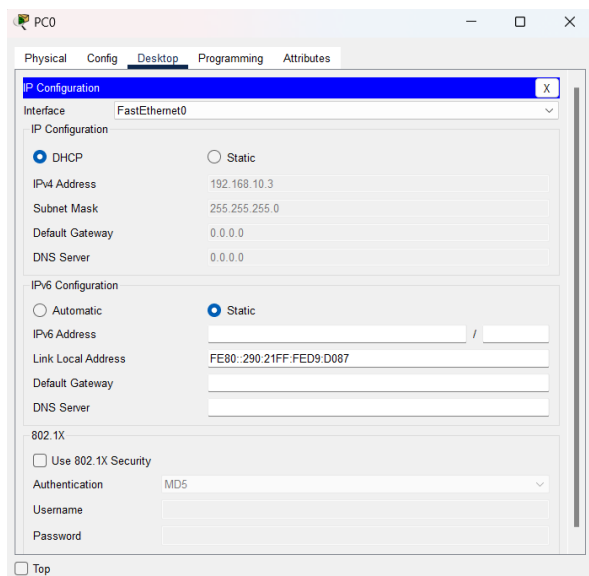 PC0
Physical Config Desktop Programming Attributes
IP Configuration X
Interface FastEthernet0
IP Configuration
DHCP Static
IPv4 Address 192.168.10.3
Subnet Mask 255.255.255.0
Default Gateway 0.0.0.0
DNS Server 0.0.0.0
IPv6 Configuration
Automatic Static
IPv6 Address /
Link Local Address FE80::290:21FF:FED9:D087
Default Gateway
DNS Server
802.1X
Use 802.1X Security
Authentication MD5
Username
Password
Top